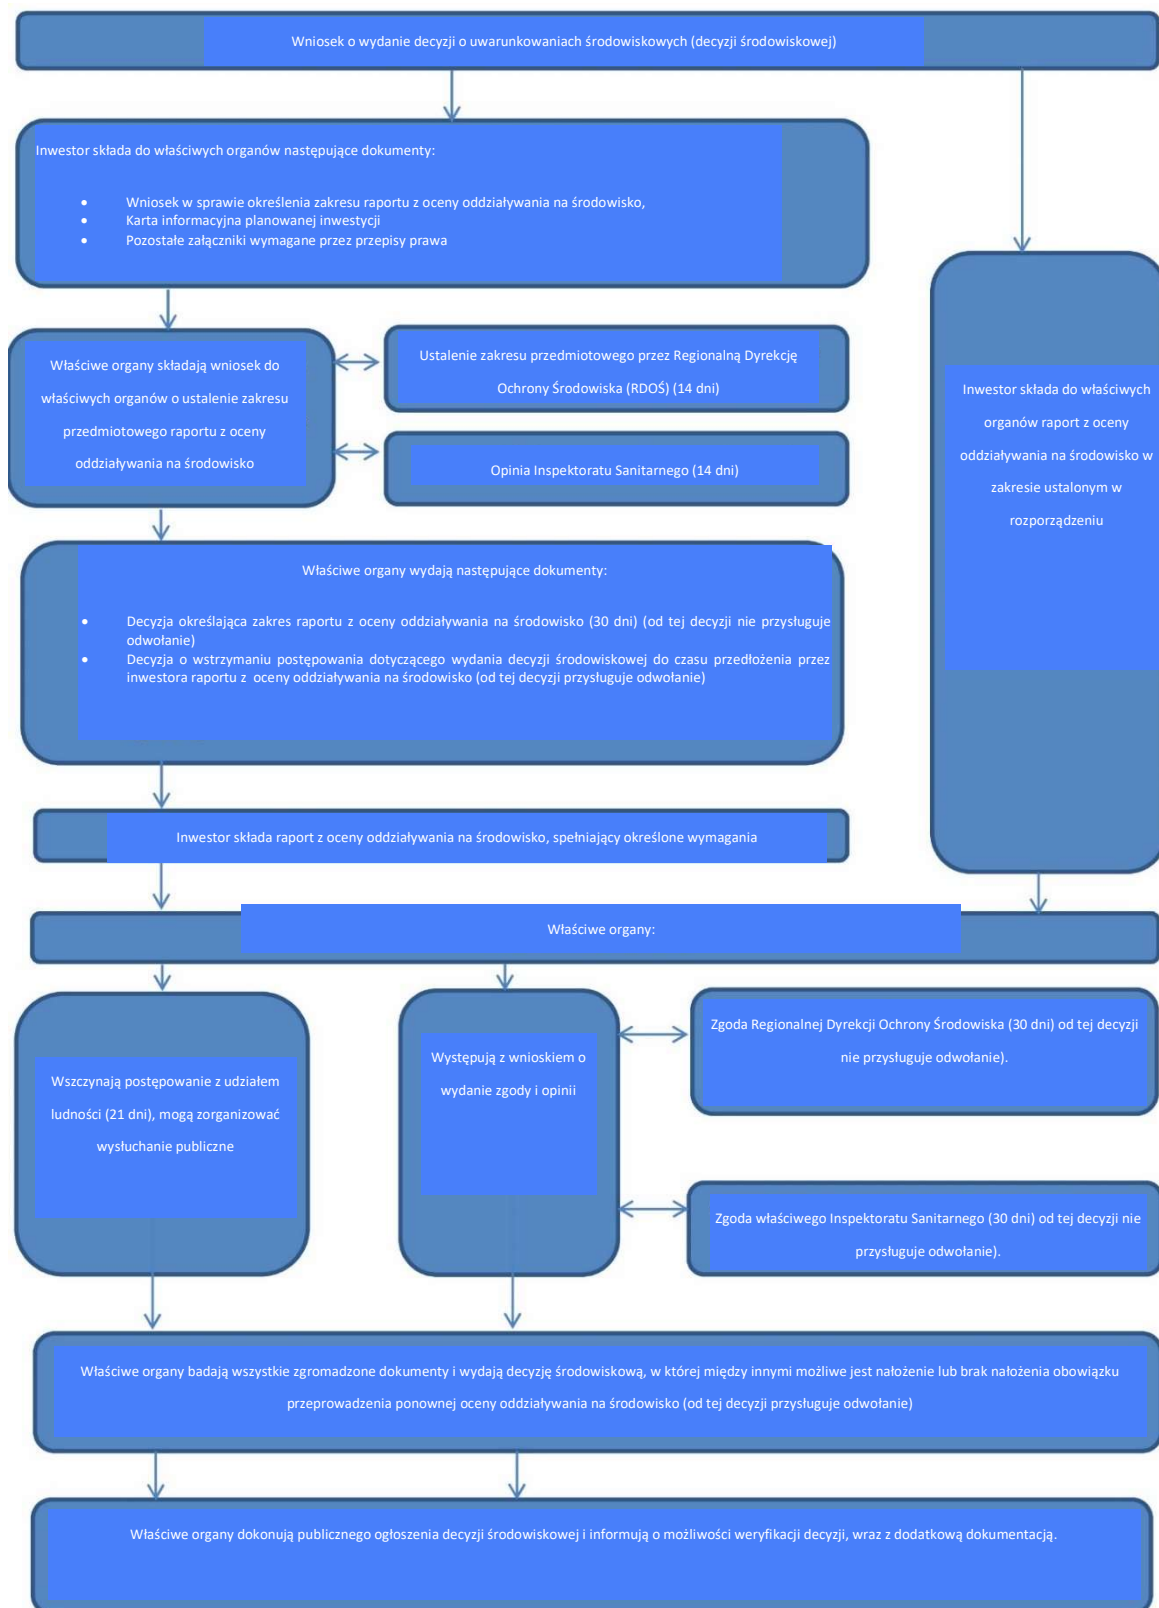 Wniosek o wydanie decyzji o uwarunkowaniach środowiskowych (decyzji środowiskowej)
Inwestor składa do właściwych organów następujące dokumenty:
• Wniosek w sprawie określenia zakresu raportu z oceny oddziaływania na środowisko,
• Karta informacyjna planowanej inwestycji
• Pozostałe załączniki wymagane przez przepisy prawa
Właściwe organy składają wniosek do
właściwych organów o ustalenie zakresu
przedmiotowego raportu z oceny
oddziaływania na środowisko
Ustalenie zakresu przedmiotowego przez Regionalną Dyrekcję
Ochrony Środowiska (RDOŚ) (14 dni)
Opinia Inspektoratu Sanitarnego (14 dni)
Inwestor składa do właściwych
organów raport z oceny
oddziaływania na środowisko w
zakresie ustalonym w
rozporządzeniu
Właściwe organy wydają następujące dokumenty:
• Decyzja określająca zakres raportu z oceny oddziaływania na środowisko (30 dni) (od tej decyzji nie przysługuje
odwołanie)
• Decyzja o wstrzymaniu postępowania dotyczącego wydania decyzji środowiskowej do czasu przedłożenia przez
inwestora raportu z oceny oddziaływania na środowisko (od tej decyzji przysługuje odwołanie)
Inwestor składa raport z oceny oddziaływania na środowisko, spełniający określone wymagania
Właściwe organy:
Wszczynają postępowanie z udziałem
ludności (21 dni), mogą zorganizować
wysłuchanie publiczne
Występują z wnioskiem o
wydanie zgody i opinii
Zgoda Regionalnej Dyrekcji Ochrony Środowiska (30 dni) od tej decyzji
nie przysługuje odwołanie).
Zgoda właściwego Inspektoratu Sanitarnego (30 dni) od tej decyzji nie
przysługuje odwołanie).
Właściwe organy badają wszystkie zgromadzone dokumenty i wydają decyzję środowiskową, w której między innymi możliwe jest nałożenie lub brak nałożenia obowiązku
przeprowadzenia ponownej oceny oddziaływania na środowisko (od tej decyzji przysługuje odwołanie)
Właściwe organy dokonują publicznego ogłoszenia decyzji środowiskowej i informują o możliwości weryfikacji decyzji, wraz z dodatkową dokumentacją.